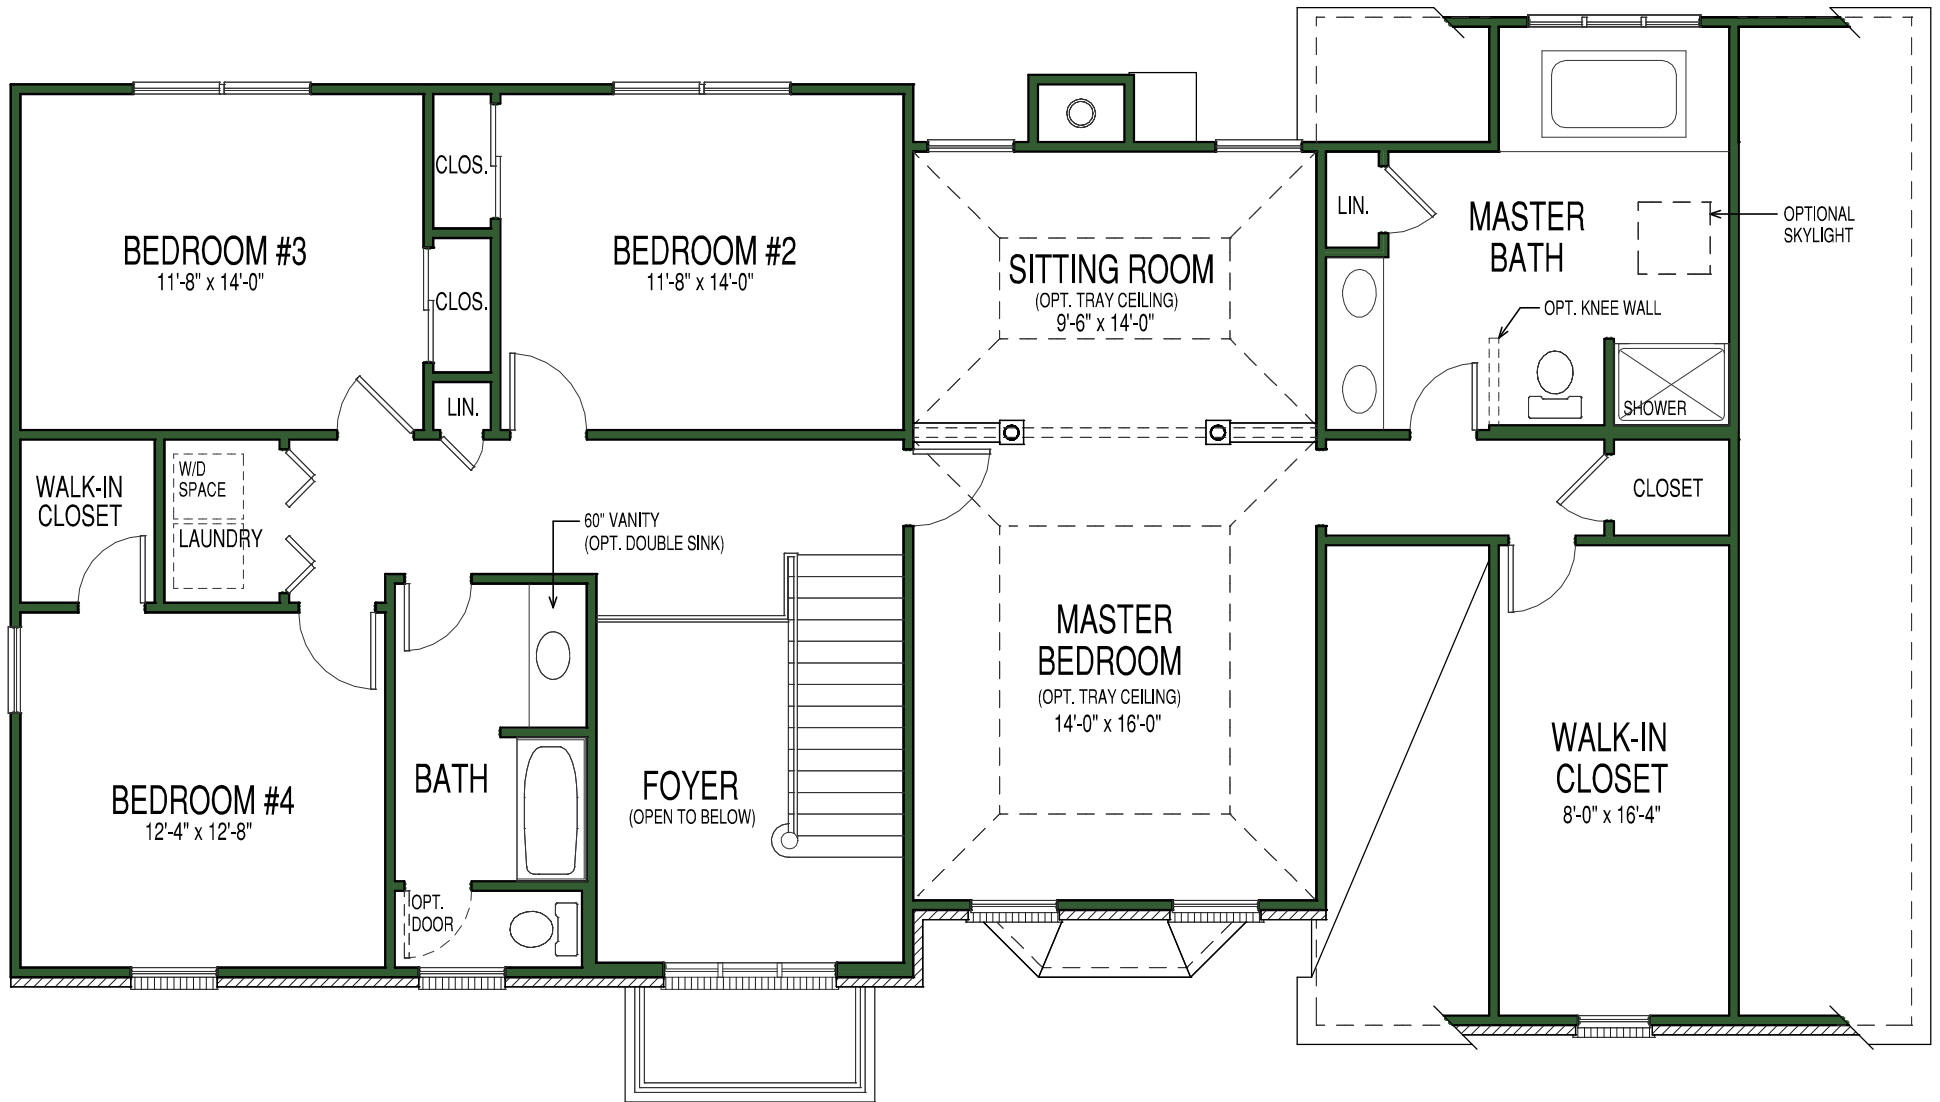 BEDROOM #3
11'-8" x 14'-0"
CLOS.
CLOS.
LIN.
BEDROOM #2
11'-8" x 14'-0"
SITTING ROOM
(OPT. TRAY CEILING)
9'-6" x 14'-0"
LIN.
MASTER
BATH
OPTIONAL
SKYLIGHT
OPT. KNEE WALL
SHOWER
WALK-IN
CLOSET
W/D
SPACE
LAUNDRY
60" VANITY
(OPT. DOUBLE SINK)
CLOSET
MASTER
BEDROOM
(OPT. TRAY CEILING)
14'-0" x 16'-0"
BEDROOM #4
12'-4" x 12'-8"
BATH
OPT.
DOOR
FOYER
(OPEN TO BELOW)
WALK-IN
CLOSET
8'-0" x 16'-4"